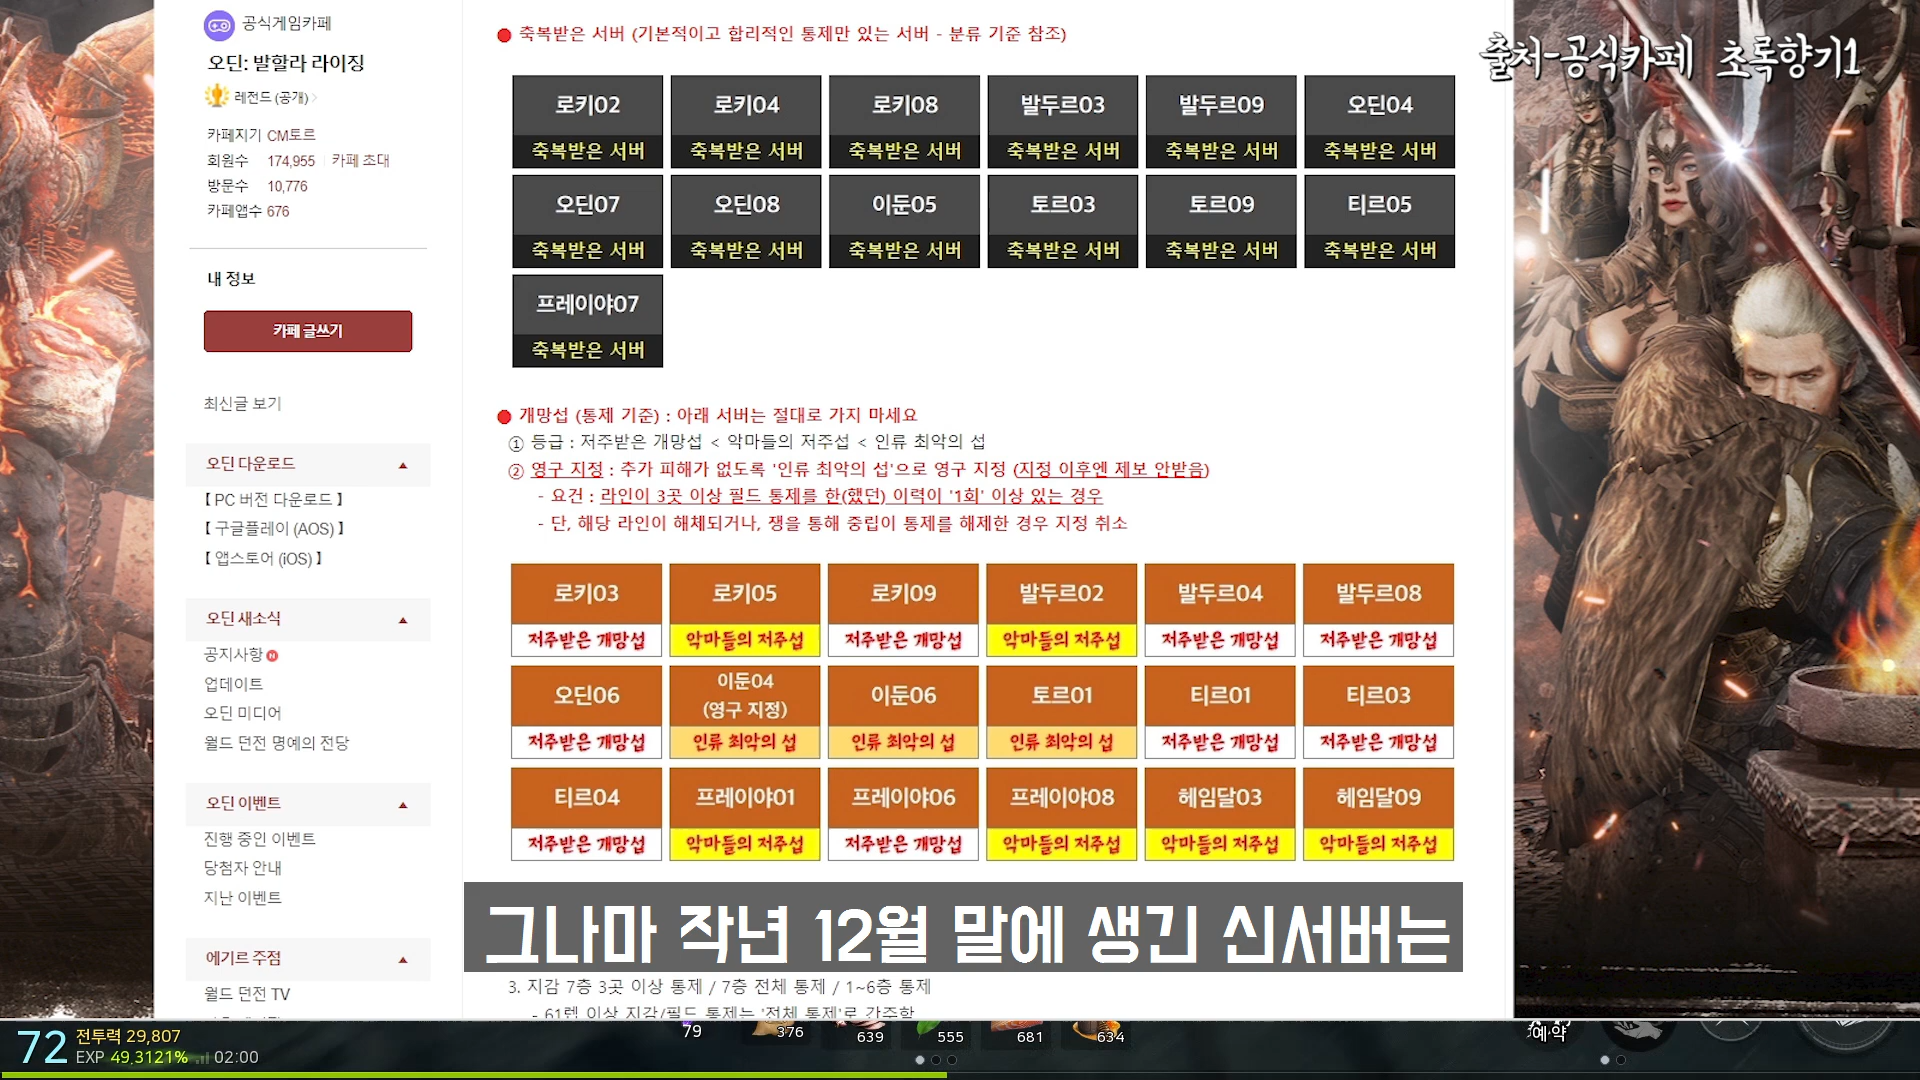 공식게임카페
오딘: 발할라 라이징
레전드 (공개)
카페지기 CM토르
회원수 174,955 카페 초대
방문수 10,776
카페앱수 676
내 정보
카페 글쓰기
최신글 보기
오딘 다운로드 ▲
【 PC 버전 다운로드 】
【 구글플레이 (AOS) 】
【 앱스토어 (iOS) 】
오딘 새소식 ▲
공지사항 N
업데이트
오딘 미디어
월드 던전 명예의 전당
오딘 이벤트 ▲
진행 중인 이벤트
당첨자 안내
지난 이벤트
에기르 주점 ▲
월드 던전 TV
● 축복받은 서버 (기본적이고 합리적인 통제만 있는 서버 - 분류 기준 참조)
로키02 로키04 로키08 발두르03 발두르09 오딘04
축복받은 서버 축복받은 서버 축복받은 서버 축복받은 서버 축복받은 서버 축복받은 서버
오딘07 오딘08 이둔05 토르03 토르09 티르05
축복받은 서버 축복받은 서버 축복받은 서버 축복받은 서버 축복받은 서버 축복받은 서버
프레이야07
축복받은 서버
● 개망섭 (통제 기준) : 아래 서버는 절대로 가지 마세요
① 등급 : 저주받은 개망섭 < 악마들의 저주섭 < 인류 최악의 섭
② 영구 지정 : 추가 피해가 없도록 '인류 최악의 섭'으로 영구 지정 (지정 이후엔 제보 안받음)
- 요건 : 라인이 3곳 이상 필드 통제를 한(했던) 이력이 '1회' 이상 있는 경우
- 단, 해당 라인이 해체되거나, 쟁을 통해 중립이 통제를 해제한 경우 지정 취소
로키03 로키05 로키09 발두르02 발두르04 발두르08
저주받은 개망섭 악마들의 저주섭 저주받은 개망섭 악마들의 저주섭 저주받은 개망섭 저주받은 개망섭
오딘06 이둔04 (영구 지정) 이둔06 토르01 티르01 티르03
저주받은 개망섭 인류 최악의 섭 인류 최악의 섭 인류 최악의 섭 저주받은 개망섭 저주받은 개망섭
티르04 프레이야01 프레이야06 프레이야08 헤임달03 헤임달09
저주받은 개망섭 악마들의 저주섭 저주받은 개망섭 악마들의 저주섭 악마들의 저주섭 악마들의 저주섭
그나마 작년 12월 말에 생긴 신서버는
3. 지감 7층 3곳 이상 통제 / 7층 전체 통제 / 1~6층 통제
- 61렙 이상 지감/필드 통제는 '전체 통제'로 간주함
출처-공식카페 초록향기1
72 전투력 29,807
EXP 49.3121% 02:00
79 376 639 555 681 634
예약